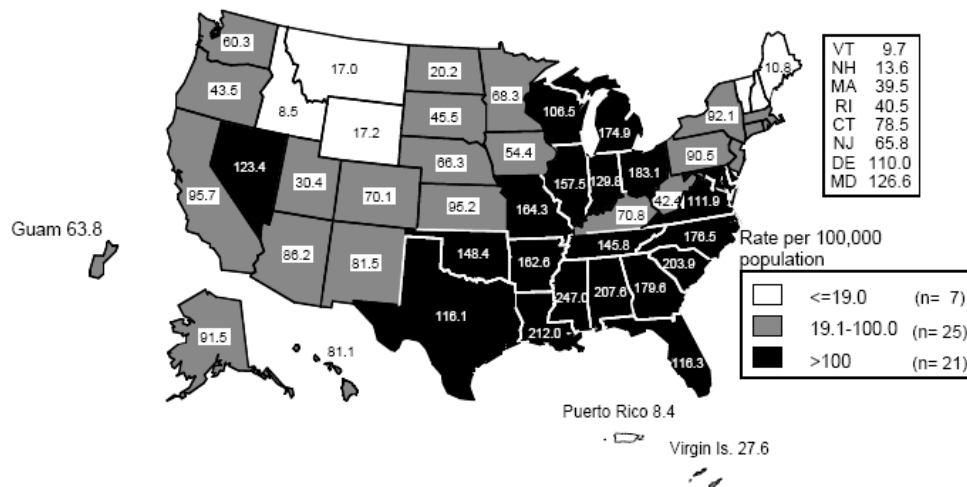 60.3
17.0
20.2
68.3
10.8
43.5
8.5
45.5
106.5
174.9
92.1
17.2
54.4
90.5
123.4
66.3
157.5
129.8
183.1
95.7
30.4
70.1
95.2
164.3
42.4
111.9
70.8
86.2
81.5
148.4
162.6
145.8
176.5
203.9
116.1
247.0
207.6
179.6
212.0
116.3
91.5
81.1
Guam 63.8
Puerto Rico 8.4
Virgin Is. 27.6
VT 9.7
NH 13.6
MA 39.5
RI 40.5
CT 78.5
NJ 65.8
DE 110.0
MD 126.6
Rate per 100,000
population
<=19.0 (n= 7)
19.1-100.0 (n= 25)
>100 (n= 21)